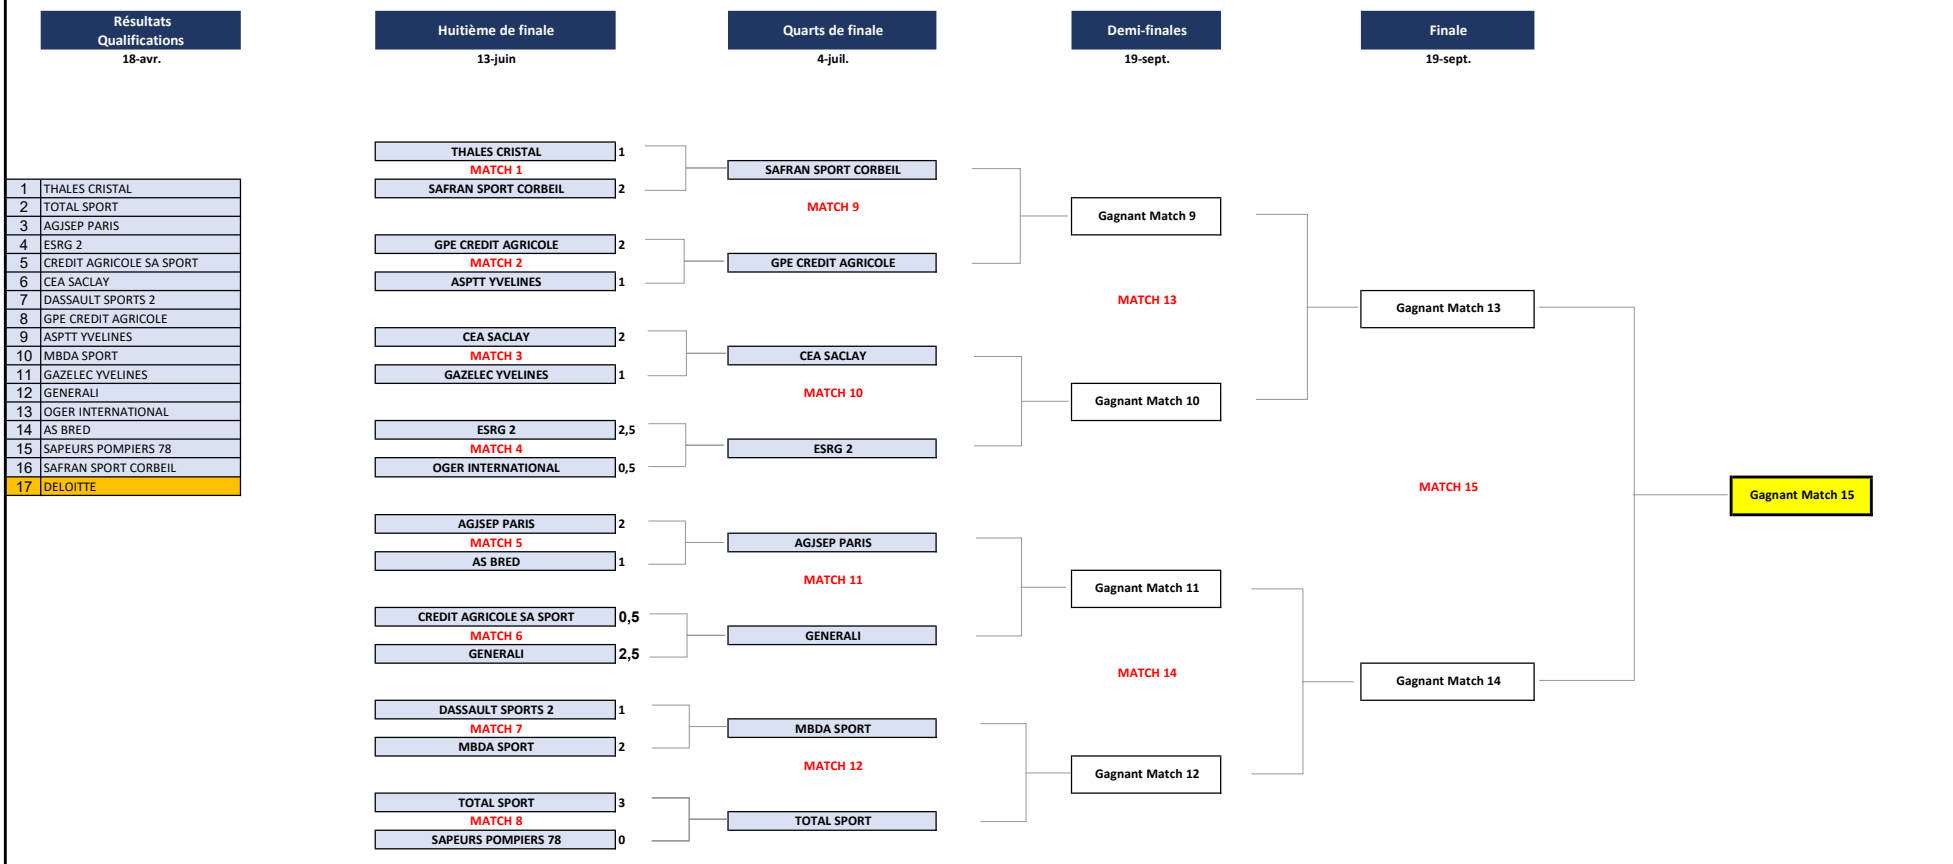 Résultats
Qualifications
18-avr.
Huitième de finale
13-juin
Quarts de finale
4-juil.
Demi-finales
19-sept.
Finale
19-sept.
1 THALES CRISTAL
2 TOTAL SPORT
3 AGJSEP PARIS
4 ESRG 2
5 CREDIT AGRICOLE SA SPORT
6 CEA SACLAY
7 DASSAULT SPORTS 2
8 GPE CREDIT AGRICOLE
9 ASPTT YVELINES
10 MBDA SPORT
11 GAZELEC YVELINES
12 GENERALI
13 OGER INTERNATIONAL
14 AS BRED
15 SAPEURS POMPIERS 78
16 SAFRAN SPORT CORBEIL
17 DELOITTE
THALES CRISTAL 1
MATCH 1
SAFRAN SPORT CORBEIL 2
GPE CREDIT AGRICOLE 2
MATCH 2
ASPTT YVELINES 1
CEA SACLAY 2
MATCH 3
GAZELEC YVELINES 1
ESRG 2 2,5
MATCH 4
OGER INTERNATIONAL 0,5
AGJSEP PARIS 2
MATCH 5
AS BRED 1
CREDIT AGRICOLE SA SPORT 0,5
MATCH 6
GENERALI 2,5
DASSAULT SPORTS 2 1
MATCH 7
MBDA SPORT 2
TOTAL SPORT 3
MATCH 8
SAPEURS POMPIERS 78 0
SAFRAN SPORT CORBEIL
MATCH 9
GPE CREDIT AGRICOLE
CEA SACLAY
MATCH 10
ESRG 2
AGJSEP PARIS
MATCH 11
GENERALI
MBDA SPORT
MATCH 12
TOTAL SPORT
Gagnant Match 9
MATCH 13
Gagnant Match 10
Gagnant Match 11
MATCH 14
Gagnant Match 12
Gagnant Match 13
MATCH 15
Gagnant Match 14
Gagnant Match 15